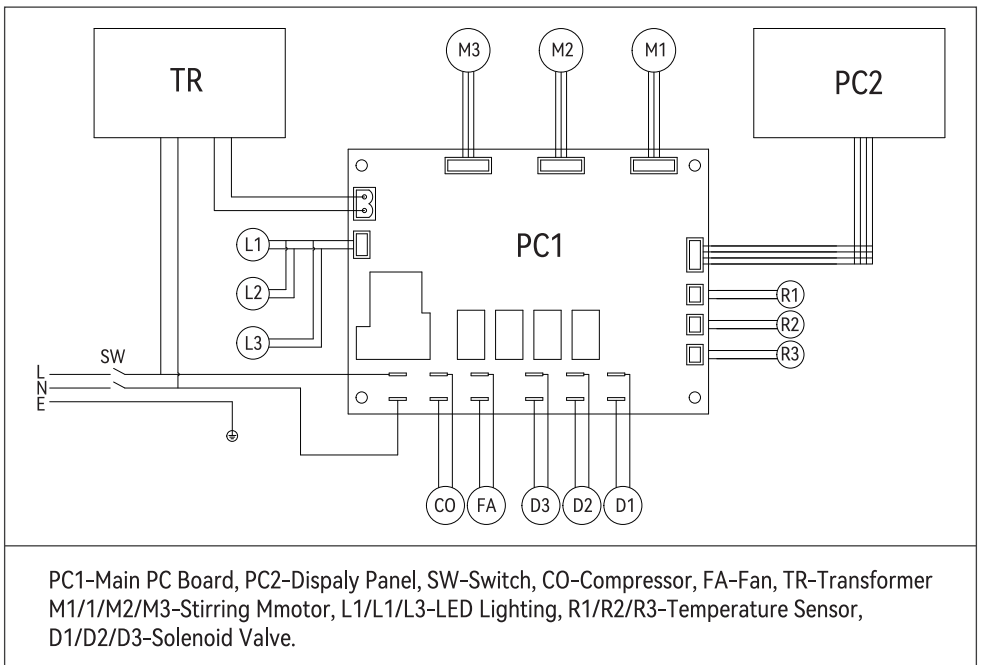 M3 M2 M1
TR PC2
PC1
L1
L2
R1
R2
L3
R3
SW
L
N
E
CO FA D3 D2 D1
PC1-Main PC Board, PC2-Dispaly Panel, SW-Switch, CO-Compressor, FA-Fan, TR-Transformer
M1/1/M2/M3-Stirring Mmotor, L1/L1/L3-LED Lighting, R1/R2/R3-Temperature Sensor,
D1/D2/D3-Solenoid Valve.